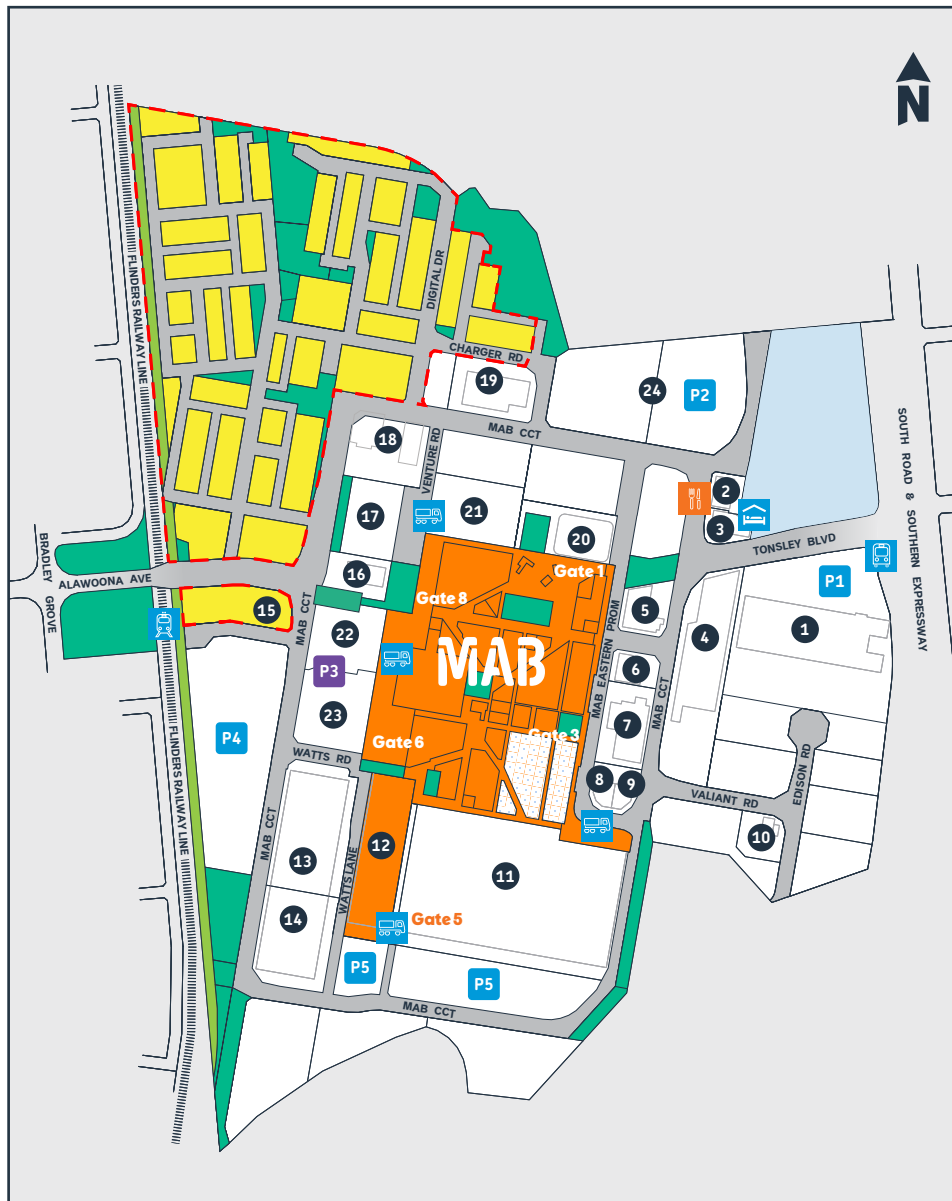 N
FLINDERS RAILWAY LINE
DIGITAL DR
CHARGER RD
19
24
P2
MAB CCT
18
VENTURE RD
SOUTH ROAD & SOUTHERN EXPRESSWAY
2
3
17
21
20
TONSLEY BLVD
BRADLEY GROVE
ALAWOONA AVE
16
Gate 1
P1
Gate 8
15
MAB CCT
5
4
1
22
MAB EASTERN PROM
MAB
P3
6
MAB CCT
23
7
P4
Gate 6
Gate 3
WATTS RD
EDISON RD
8
9
VALIANT RD
FLINDERS RAILWAY LINE
MAB CCT
12
10
13
WATTS LANE
11
14
Gate 5
P5
P5
MAB CCT